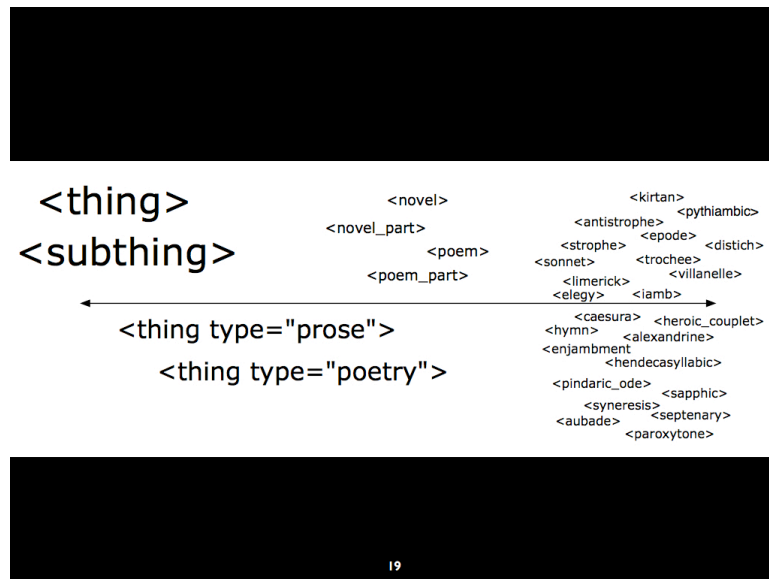 <thing>
<subthing>
<novel>
<novel_part>
<poem>
<poem_part>
<kirtan>
<pythiambic>
<antistrophe>
<epode>
<strophe>
<distich>
<sonnet>
<trochee>
<villanelle>
<limerick>
<elegy>
<iamb>
<thing type="prose">
<thing type="poetry">
<caesura>
<heroic_couplet>
<hymn>
<alexandrine>
<enjambment
<hendecasyllabic>
<pindaric_ode>
<sapphic>
<syneresis>
<septenary>
<aubade>
<paroxytone>
19